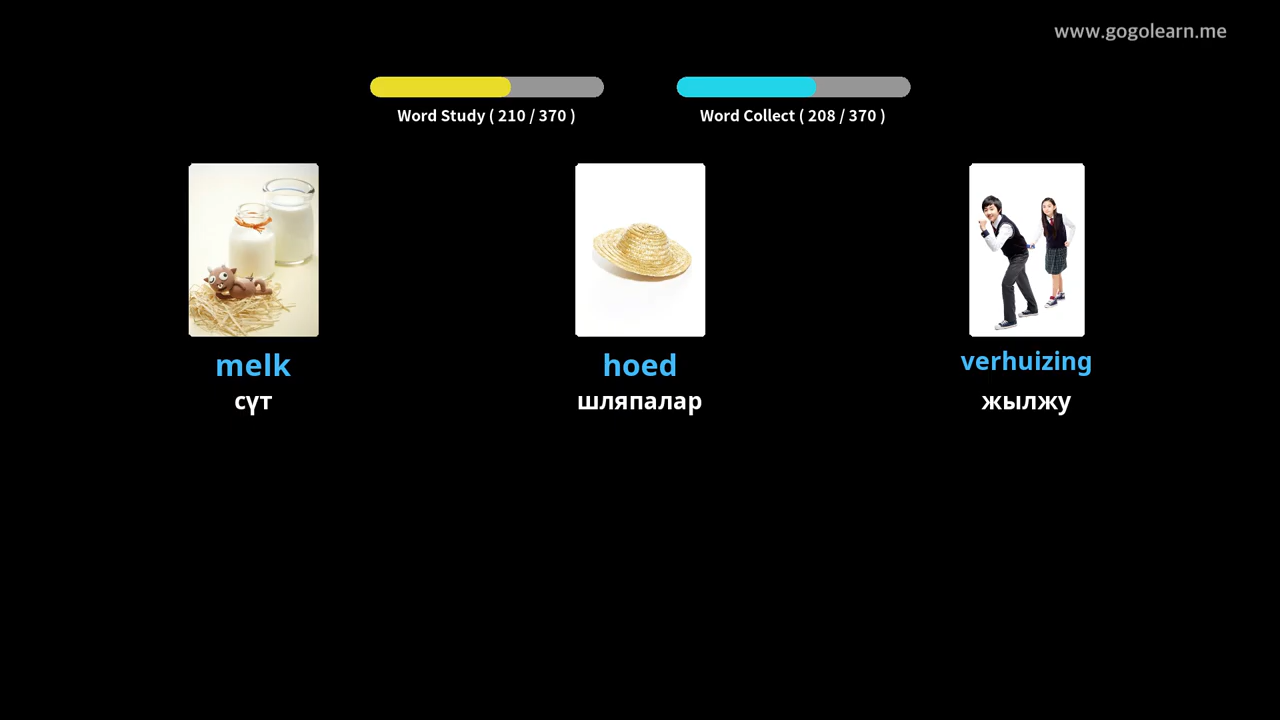 www.gogolearn.me
Word Study ( 210 / 370 )
Word Collect ( 208 / 370 )
melk
сүт
hoed
шляпалар
verhuizing
жылжу